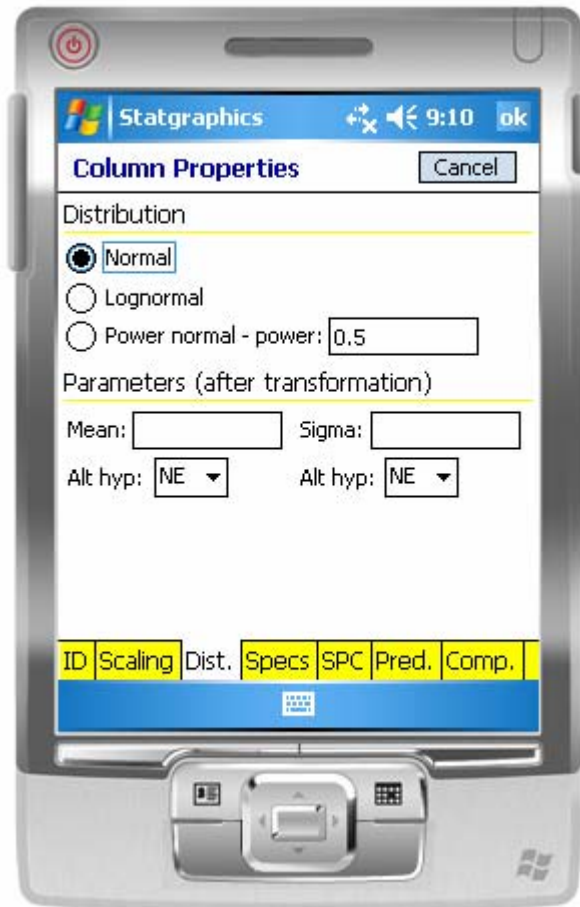 Statgraphics 9:10 ok
Column Properties Cancel
Distribution
Normal
Lognormal
Power normal - power: 0.5
Parameters (after transformation)
Mean: Sigma:
Alt hyp: NE Alt hyp: NE
ID Scaling Dist. Specs SPC Pred. Comp.